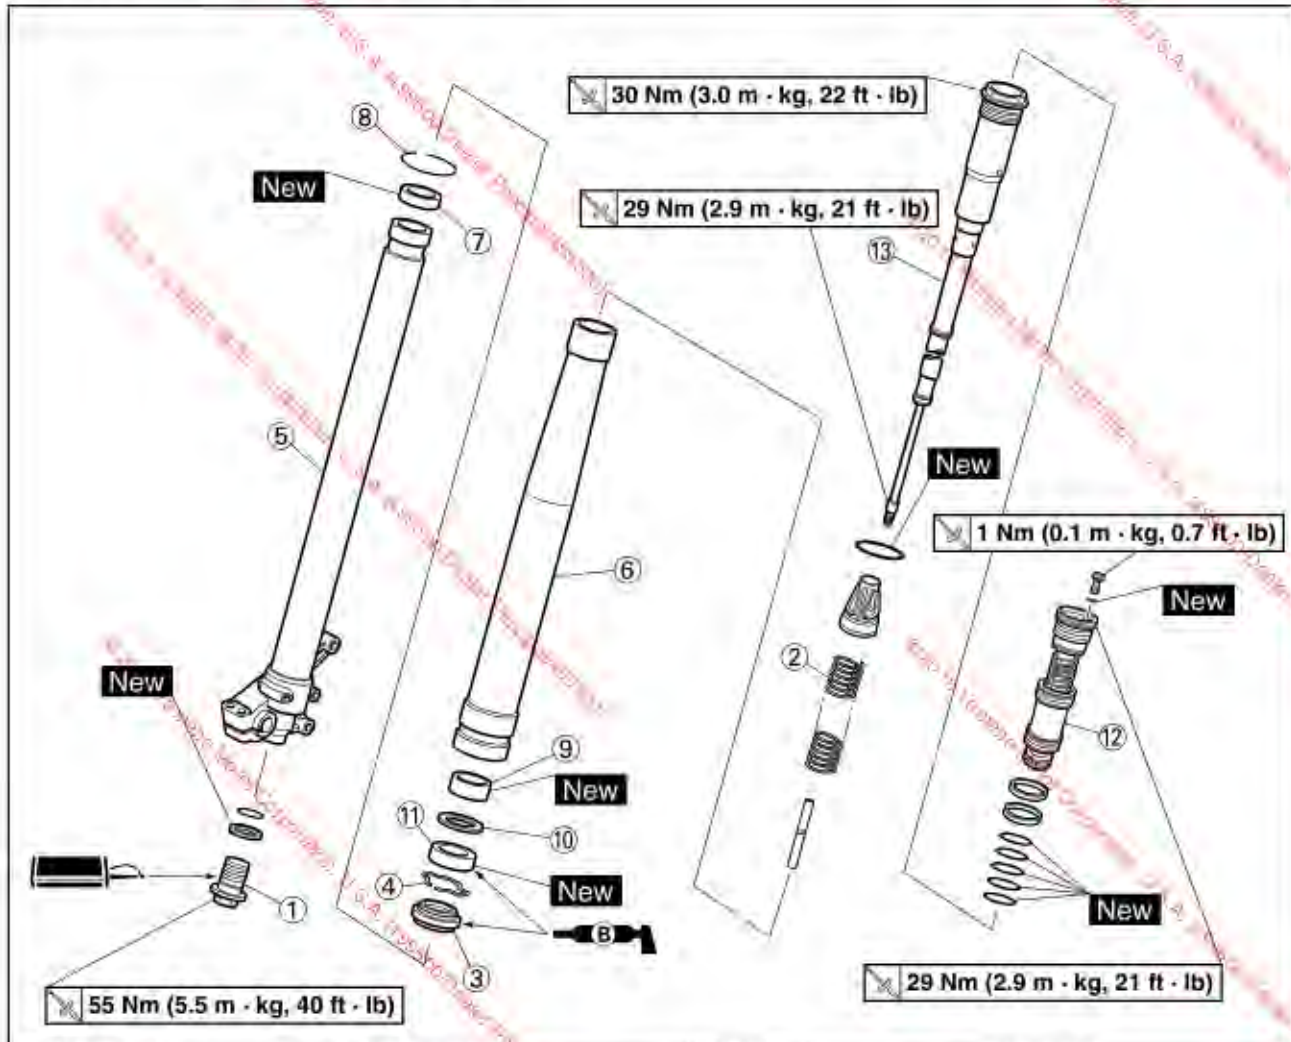 30 Nm (3.0 m · kg, 22 ft · lb)
8
New
29 Nm (2.9 m · kg, 21 ft · lb)
7
13
5
New
1 Nm (0.1 m · kg, 0.7 ft · lb)
6
New
2
New
12
9
New
11
10
4
New
New
1
B
3
29 Nm (2.9 m · kg, 21 ft · lb)
55 Nm (5.5 m · kg, 40 ft · lb)